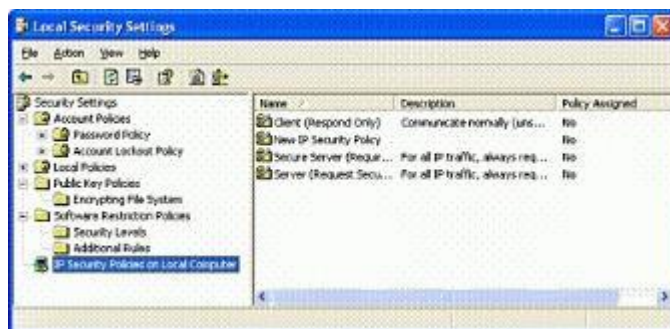 Local Security Settings
File Action View Help
Security Settings
Account Policies
Password Policy
Account Lockout Policy
Local Policies
Public Key Policies
Encrypting File System
Software Restriction Policies
Security Levels
Additional Rules
IP Security Policies on Local Computer
Name Description Policy Assigned
Client (Respond Only) Communicate normally (uns... No
New IP Security Policy No
Secure Server (Requir... For all IP traffic, always req... No
Server (Request Secu... For all IP traffic, always req... No